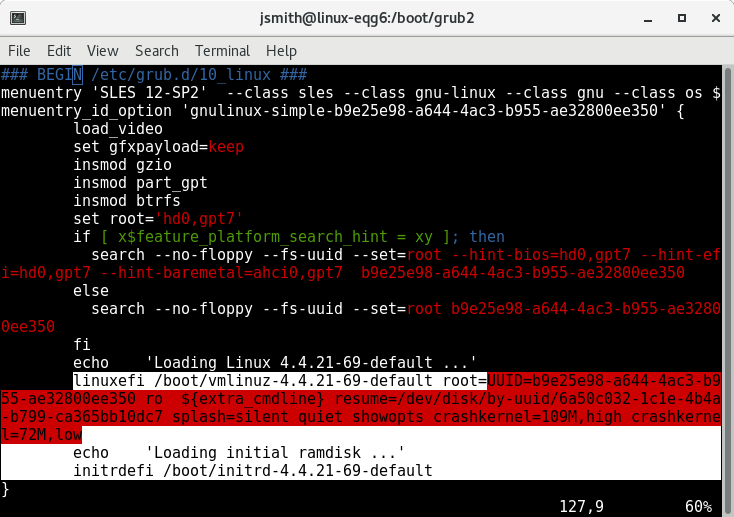 jsmith@linux-eqg6:/boot/grub2
File Edit View Search Terminal Help
### BEGIN /etc/grub.d/10_linux ###
menuentry 'SLES 12-SP2'  --class sles --class gnu-linux --class gnu --class os $
menuentry_id_option 'gnulinux-simple-b9e25e98-a644-4ac3-b955-ae32800ee350' {
        load_video
        set gfxpayload=keep
        insmod gzio
        insmod part_gpt
        insmod btrfs
        set root='hd0,gpt7'
        if [ x$feature_platform_search_hint = xy ]; then
          search --no-floppy --fs-uuid --set=root --hint-bios=hd0,gpt7 --hint-ef
i=hd0,gpt7 --hint-baremetal=ahci0,gpt7  b9e25e98-a644-4ac3-b955-ae32800ee350
        else
          search --no-floppy --fs-uuid --set=root b9e25e98-a644-4ac3-b955-ae3280
0ee350
        fi
        echo    'Loading Linux 4.4.21-69-default ...'
        linuxefi /boot/vmlinuz-4.4.21-69-default root=UUID=b9e25e98-a644-4ac3-b9
55-ae32800ee350 ro  ${extra_cmdline} resume=/dev/disk/by-uuid/6a50c032-1c1e-4b4a
-b799-ca365bb10dc7 splash=silent quiet showopts crashkernel=109M,high crashkerne
l=72M,low
        echo    'Loading initial ramdisk ...'
        initrdefi /boot/initrd-4.4.21-69-default
}
127,9 60%